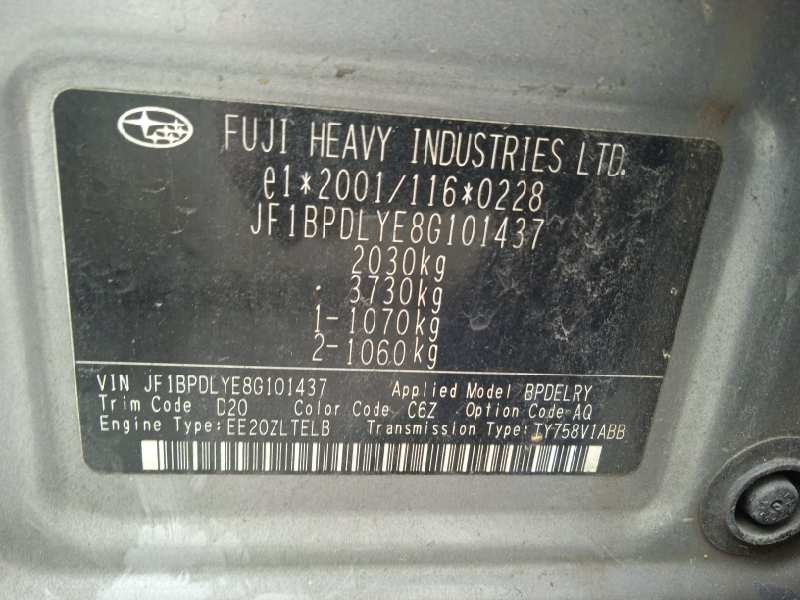 FUJI HEAVY INDUSTRIES LTD.
e1*2001/116*0228
JF1BPDLYE8G101437
2030kg
3730kg
1-1070kg
2-1060kg
VIN JF1BPDLYE8G101437 Applied Model BPDELRY
Trim Code D20 Color Code C6Z Option Code AQ
Engine Type:EE20ZLTELB Transmission Type:TY758V1ABB